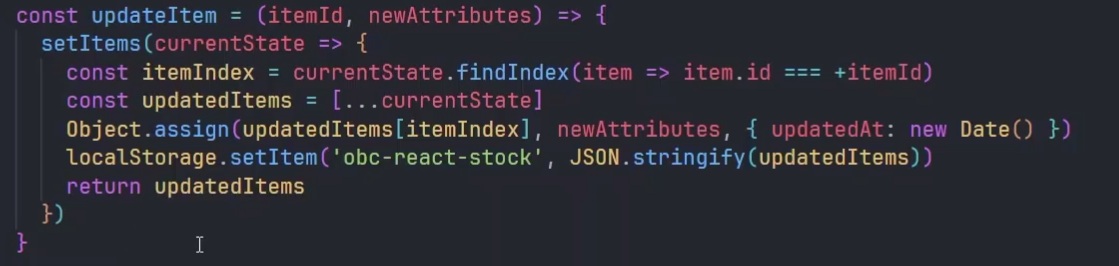 const updateItem = (itemId, newAttributes) => {
  setItems(currentState => {
    const itemIndex = currentState.findIndex(item => item.id === +itemId)
    const updatedItems = [...currentState]
    Object.assign(updatedItems[itemIndex], newAttributes, { updatedAt: new Date() })
    localStorage.setItem('obc-react-stock', JSON.stringify(updatedItems))
    return updatedItems
  })
}